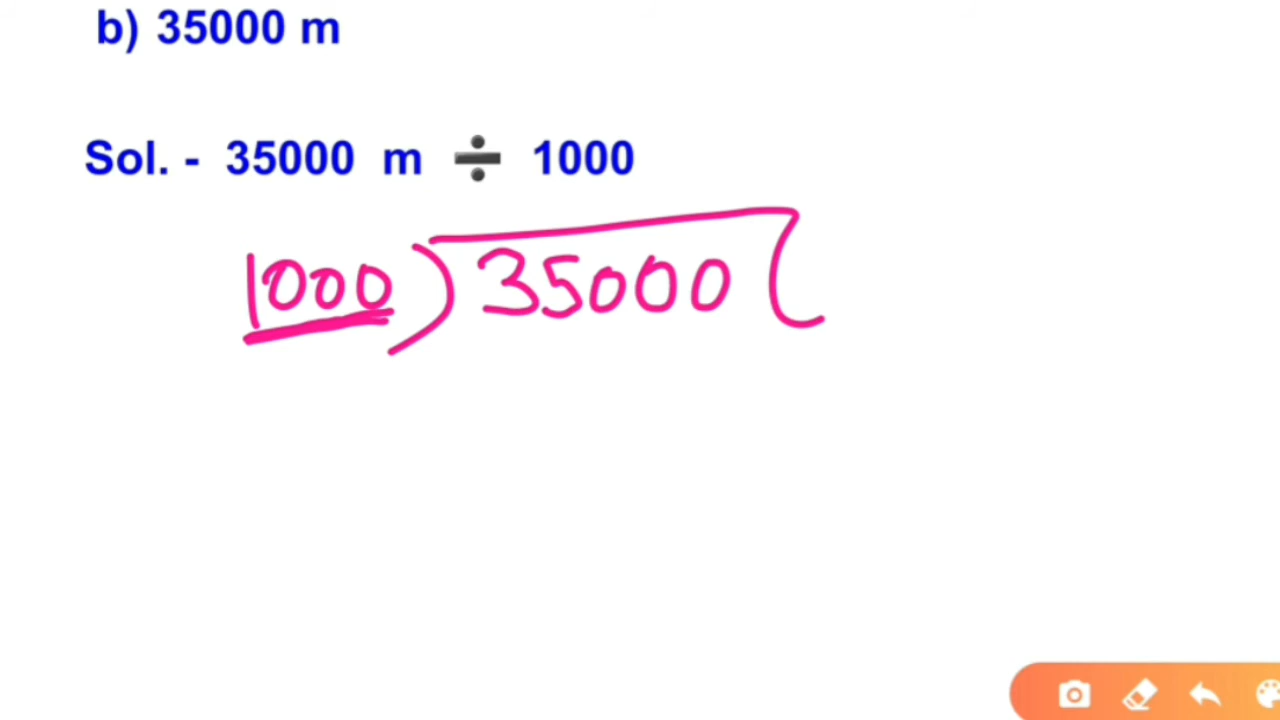 b) 35000 m
Sol. - 35000 m ➗ 1000
1000 ) 35000 (